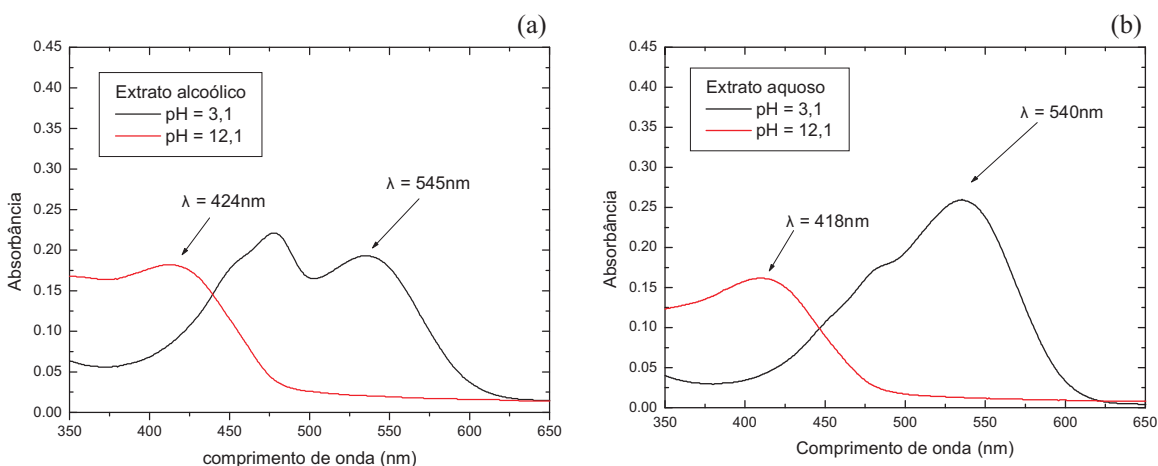 (a)
0.45
0.40
0.35
0.30
0.25
0.20
0.15
0.10
0.05
0.00
Absorbância
Extrato alcoólico
pH = 3,1
pH = 12,1
λ = 424nm
λ = 545nm
350 400 450 500 550 600 650
comprimento de onda (nm)
(b)
0.45
0.40
0.35
0.30
0.25
0.20
0.15
0.10
0.05
0.00
Absorbância
Extrato aquoso
pH = 3,1
pH = 12,1
λ = 540nm
λ = 418nm
350 400 450 500 550 600 650
Comprimento de onda (nm)